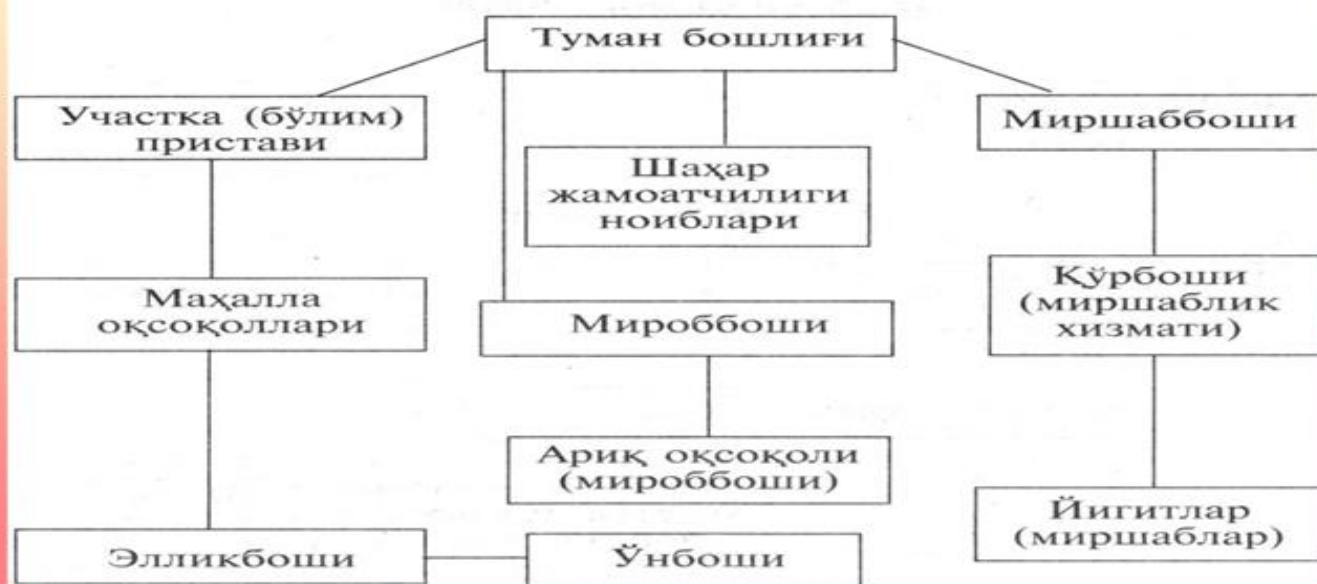 Туман бошлиғи
Участка (бўлим)
пристави
Миршаббоши
Шаҳар
жамоатчилиги
ноиблари
Маҳалла
оқсоқоллари
Мироббоши
Қўрбоши
(миршаблик
хизмати)
Ариқ оқсоқоли
(мироббоши)
Йигитлар
(миршаблар)
Элликбоши
Ўнбоши